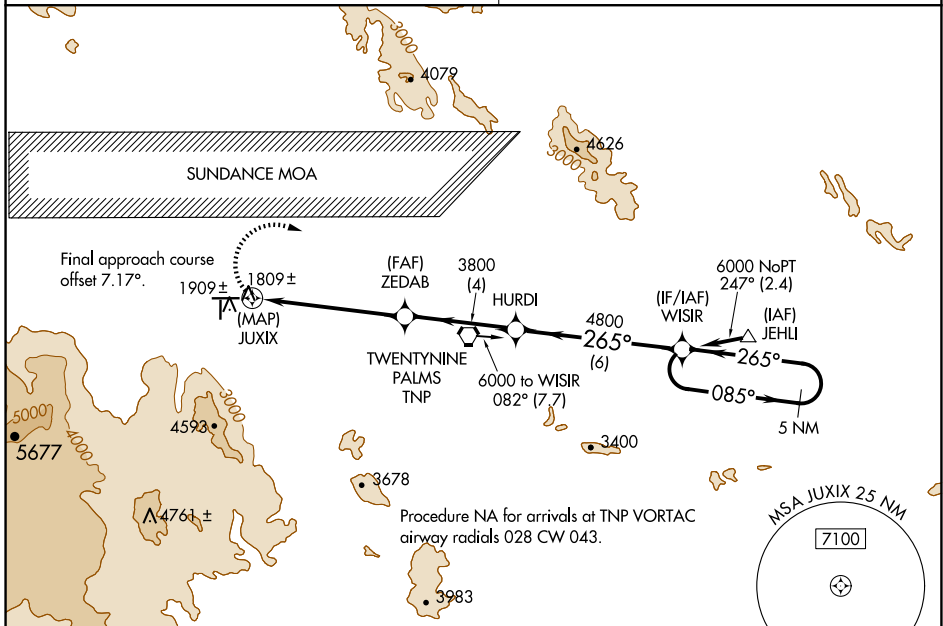 3000
4079
4626
3000
SUNDANCE MOA
Final approach course
offset 7.17°.
1909 ±
1809 ±
(MAP)
JUXIX
(FAF)
ZEDAB
3800
(4)
HURDI
TWENTYNINE
PALMS
TNP
6000 to WISIR
082° (7.7)
4800
265°
(6)
(IF/IAF)
WISIR
6000 NoPT
247° (2.4)
(IAF)
JEHLI
265°
085°
5 NM
5000
4000
5677
3000
4593
4761 ±
3678
3400
Procedure NA for arrivals at TNP VORTAC
airway radials 028 CW 043.
3983
MSA JUXIX 25 NM
7100